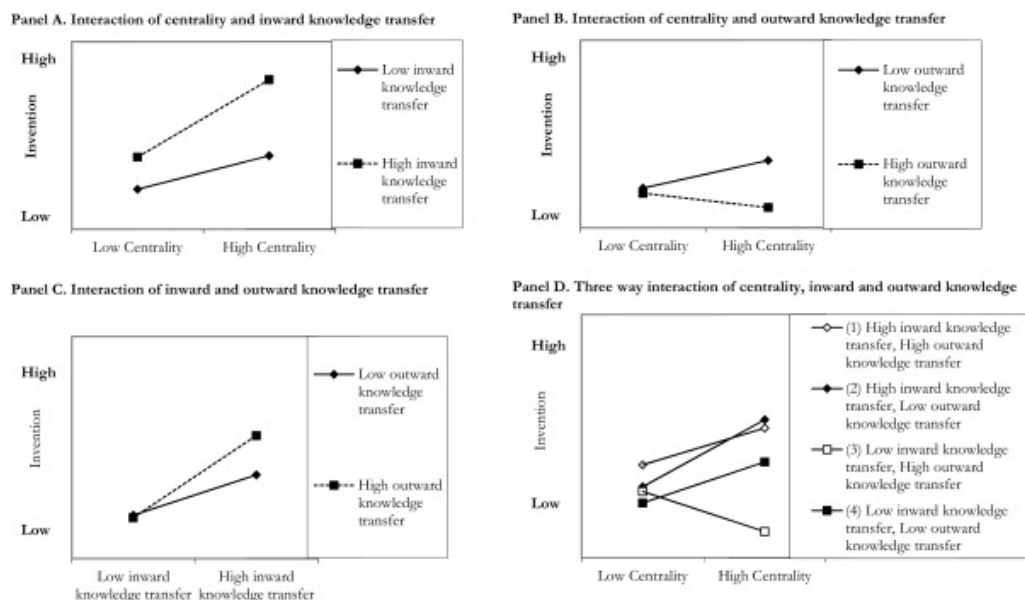 Panel A. Interaction of centrality and inward knowledge transfer
High
Invention
Low
Low Centrality
High Centrality
Low inward
knowledge
transfer
High inward
knowledge
transfer
Panel B. Interaction of centrality and outward knowledge transfer
High
Invention
Low
Low Centrality
High Centrality
Low outward
knowledge
transfer
High outward
knowledge
transfer
Panel C. Interaction of inward and outward knowledge transfer
High
Invention
Low
Low inward
knowledge transfer
High inward
knowledge transfer
Low outward
knowledge
transfer
High outward
knowledge
transfer
Panel D. Three way interaction of centrality, inward and outward knowledge
transfer
High
Invention
Low
Low Centrality
High Centrality
(1) High inward knowledge
transfer, High outward
knowledge transfer
(2) High inward knowledge
transfer, Low outward
knowledge transfer
(3) Low inward knowledge
transfer, High outward
knowledge transfer
(4) Low inward knowledge
transfer, Low outward
knowledge transfer